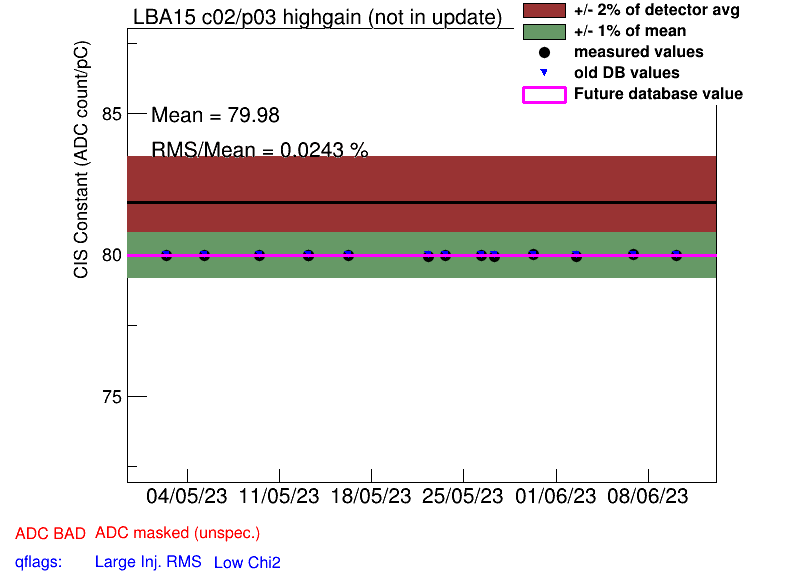 LBA15 c02/p03 highgain (not in update)
+/- 2% of detector avg
+/- 1% of mean
measured values
old DB values
Future database value
CIS Constant (ADC count/pC)
85
Mean = 79.98
RMS/Mean = 0.0243 %
80
75
04/05/23 11/05/23 18/05/23 25/05/23 01/06/23 08/06/23
ADC BAD ADC masked (unspec.)
qflags: Large Inj. RMS Low Chi2